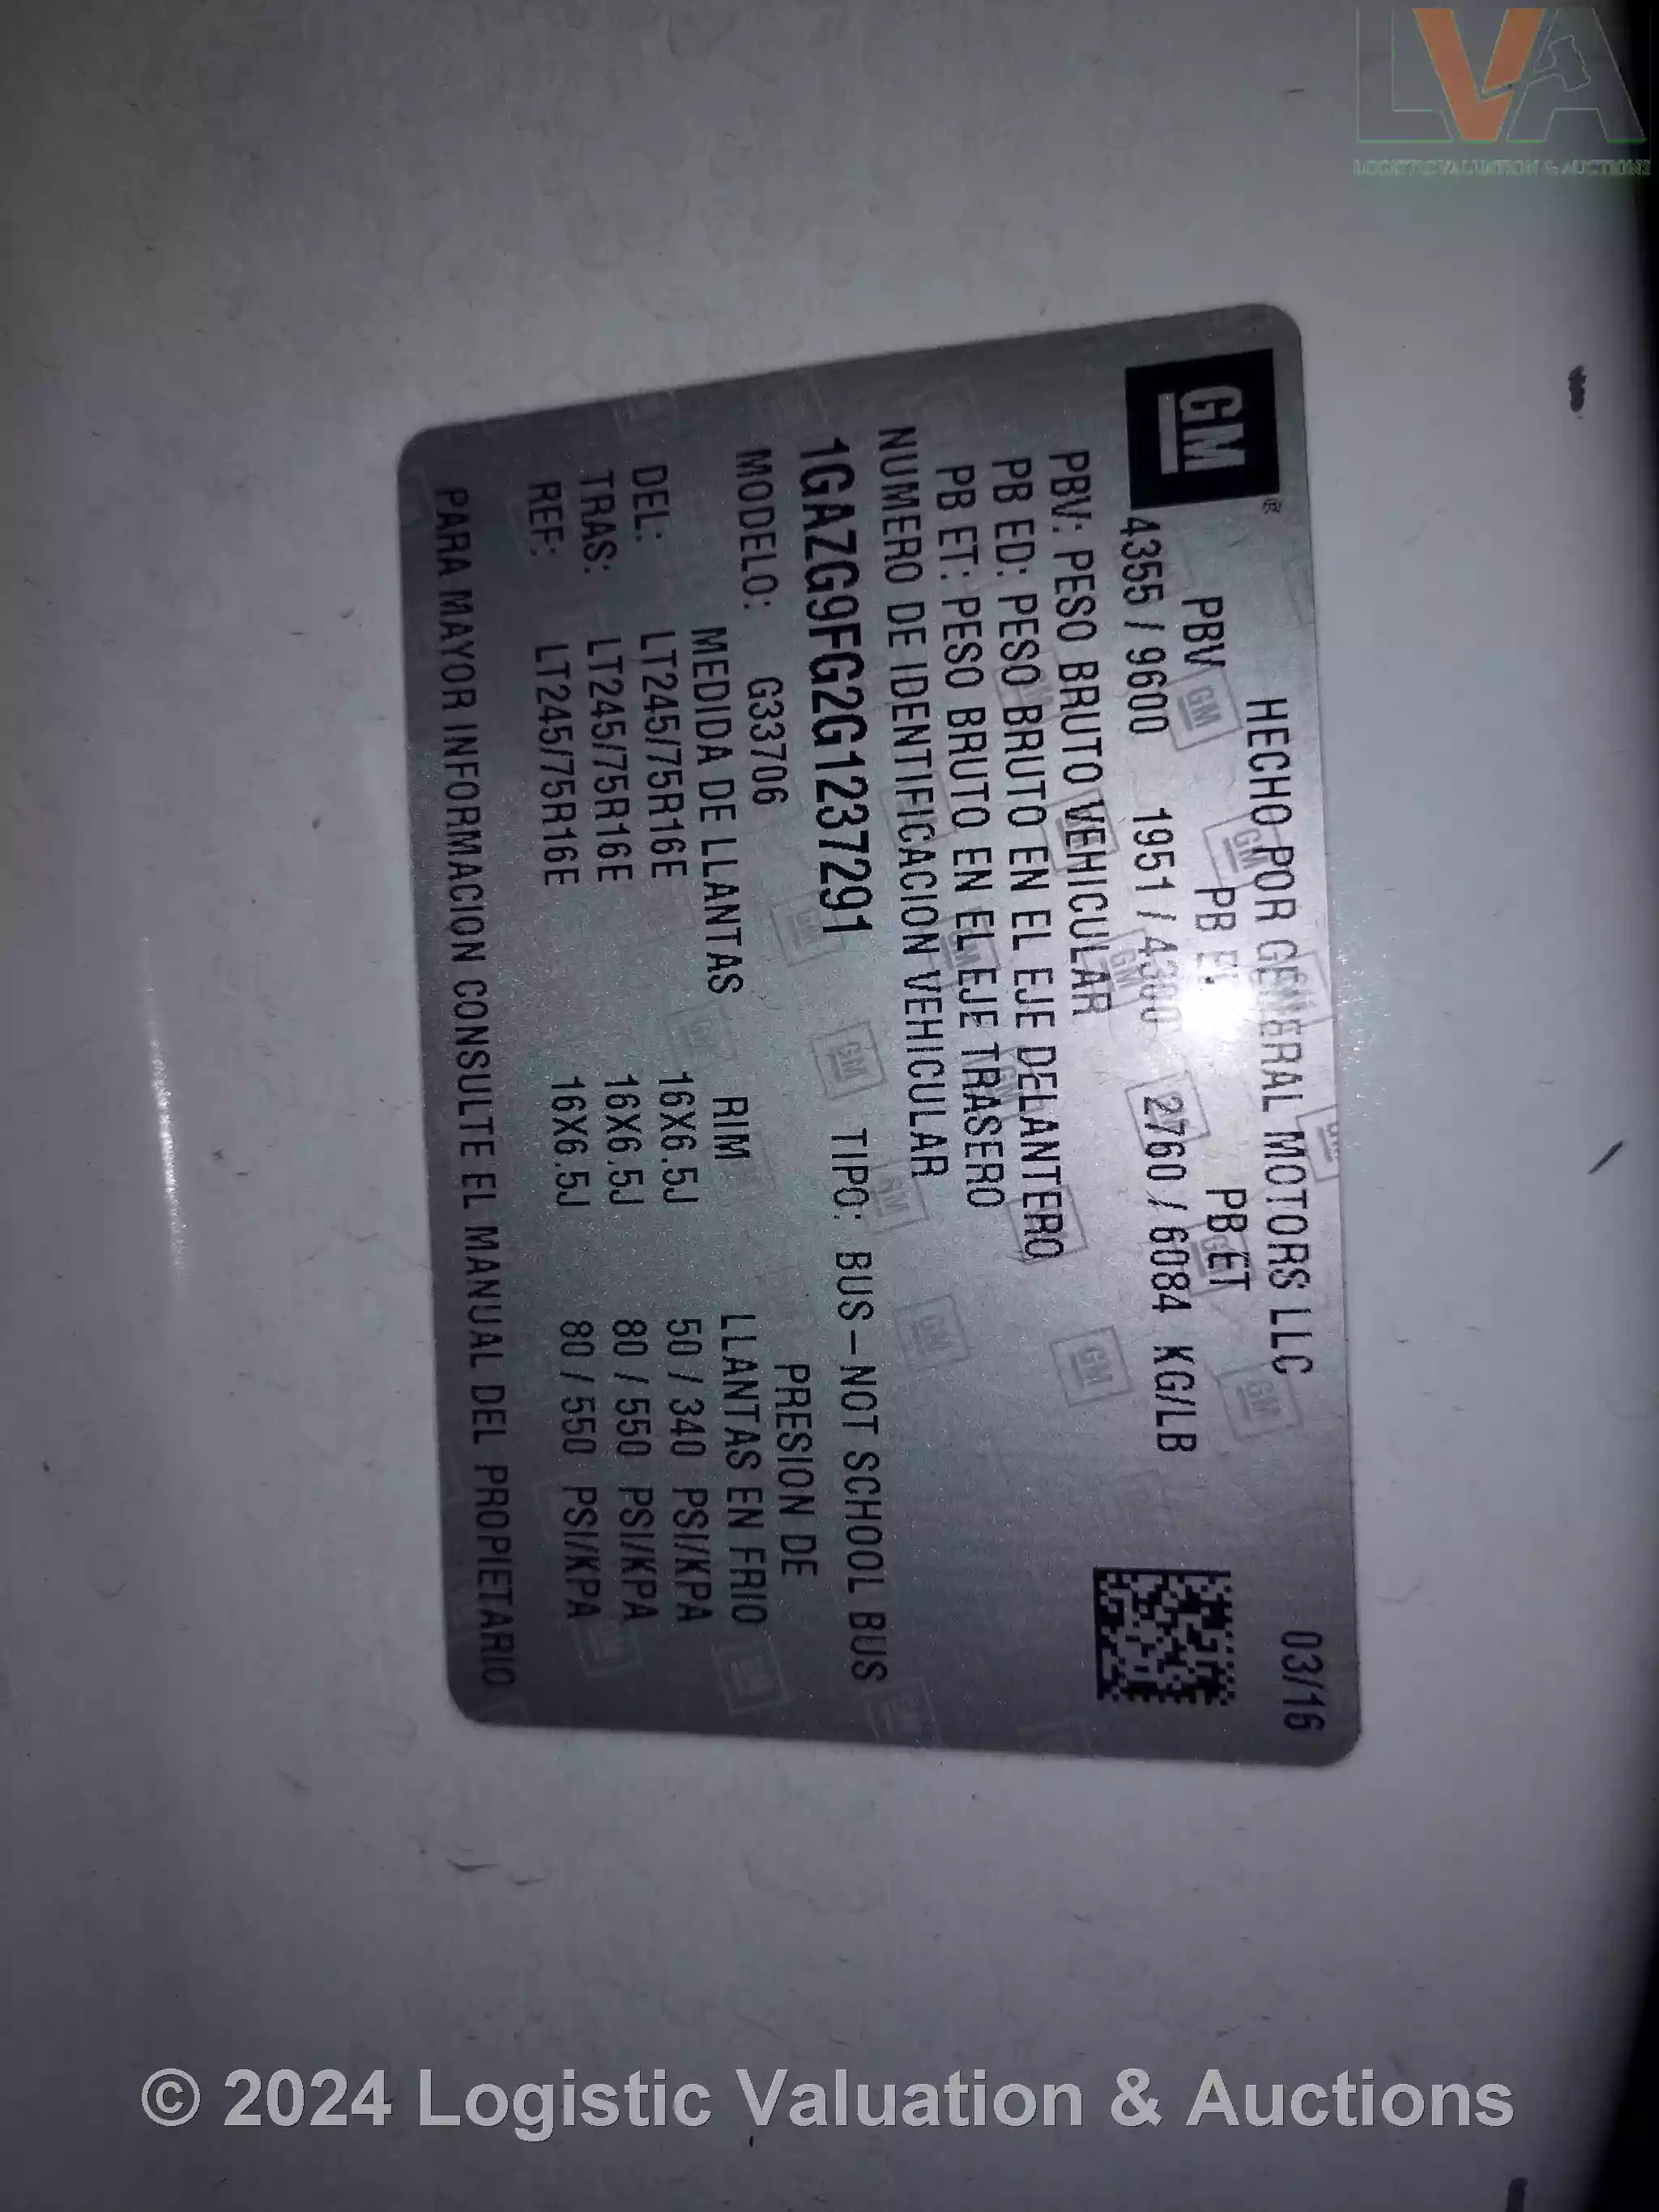 LVA
LOGISTIC VALUATION & AUCTIONS
GM ®
HECHO POR GENERAL MOTORS LLC 03/16
PBV PB PB ET
4355 / 9600 1951 / 4300 2760 / 6084 KG/LB
PBV: PESO BRUTO VEHICULAR
PB ED: PESO BRUTO EN EL EJE DELANTERO
PB ET: PESO BRUTO EN EL EJE TRASERO
NUMERO DE IDENTIFICACION VEHICULAR
1GAZG9FG2G1237291 TIPO: BUS–NOT SCHOOL BUS
MODELO: G33706 PRESION DE
MEDIDA DE LLANTAS RIM LLANTAS EN FRIO
DEL: LT245/75R16E 16X6.5J 50 / 340 PSI/KPA
TRAS: LT245/75R16E 16X6.5J 80 / 550 PSI/KPA
REF: LT245/75R16E 16X6.5J 80 / 550 PSI/KPA
PARA MAYOR INFORMACION CONSULTE EL MANUAL DEL PROPIETARIO
© 2024 Logistic Valuation & Auctions